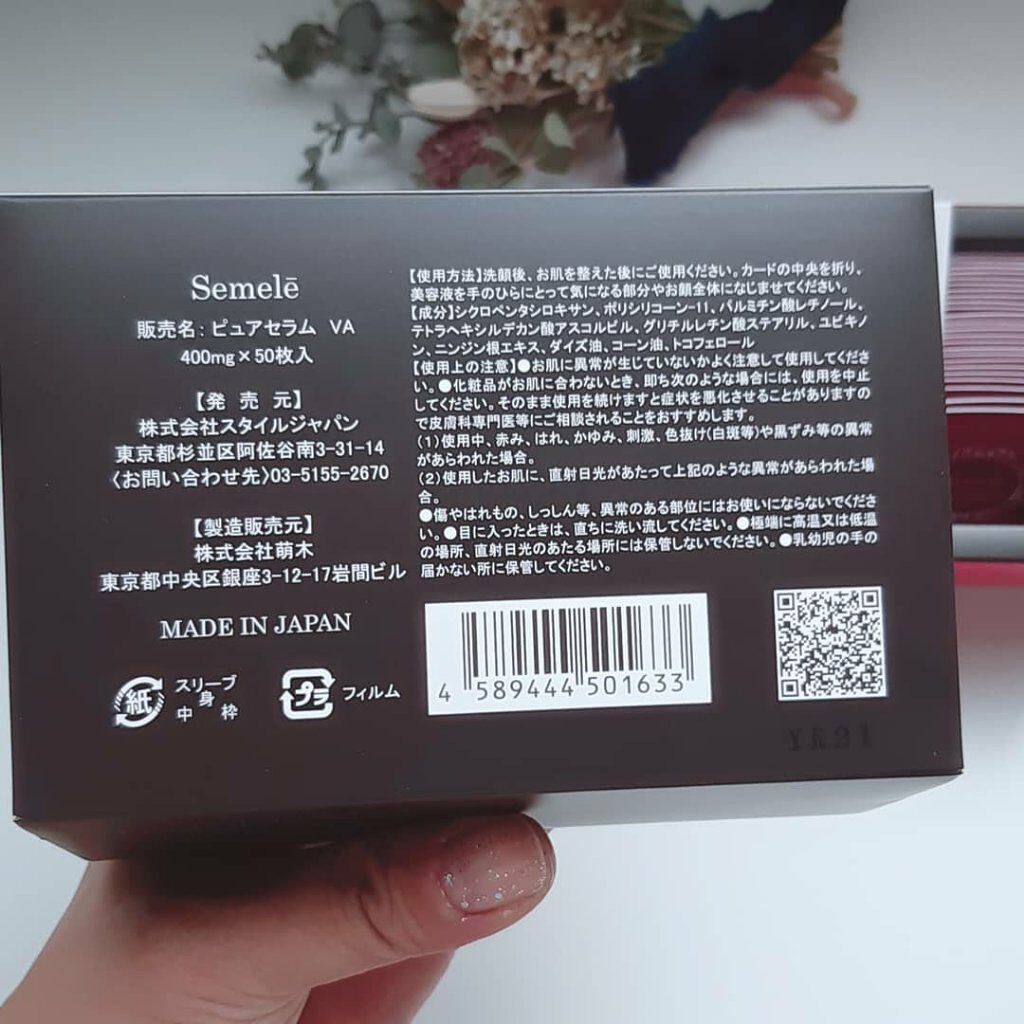 Semelē
販売名：ピュアセラム VA
400mg×50枚入
【発 売 元】
株式会社スタイルジャパン
東京都杉並区阿佐谷南3-31-14
〈お問い合わせ先〉03-5155-2670
【製造販売元】
株式会社萌木
東京都中央区銀座3-12-17岩間ビル
MADE IN JAPAN
紙
スリーブ
身
中 枠
プラ
フィルム
【使用方法】洗顔後、お肌を整えた後にご使用ください。カードの中央を折り、
美容液を手のひらにとって気になる部分やお顔全体になじませてください。
【成分】シクロペンタシロキサン、ポリシリコーン-11、パルミチン酸レチノール、
テトラヘキシルデカン酸アスコルビル、グリチルレチン酸ステアリル、ユビキノ
ン、ニンジン根エキス、ダイズ油、コーン油、トコフェロール
【使用上の注意】●お肌に異常が生じていないかよく注意して使用してくださ
い。●化粧品がお肌に合わないとき、即ち次のような場合には、使用を中止
してください。そのまま使用を続けますと症状を悪化させることがありますの
で皮膚科専門医等にご相談されることをおすすめします。
(1)使用中、赤み、はれ、かゆみ、刺激、色抜け(白斑等)や黒ずみ等の異常
があらわれた場合。
(2)使用したお肌に、直射日光があたって上記のような異常があらわれた場
合。
●傷やはれもの、しっしん等、異常のある部位にはお使いにならないでくださ
い。●目に入ったときは、直ちに洗い流してください。●極端に高温又は低温
の場所、直射日光のあたる場所には保管しないでください。●乳幼児の手の
届かない所に保管してください。
4 589444 501633